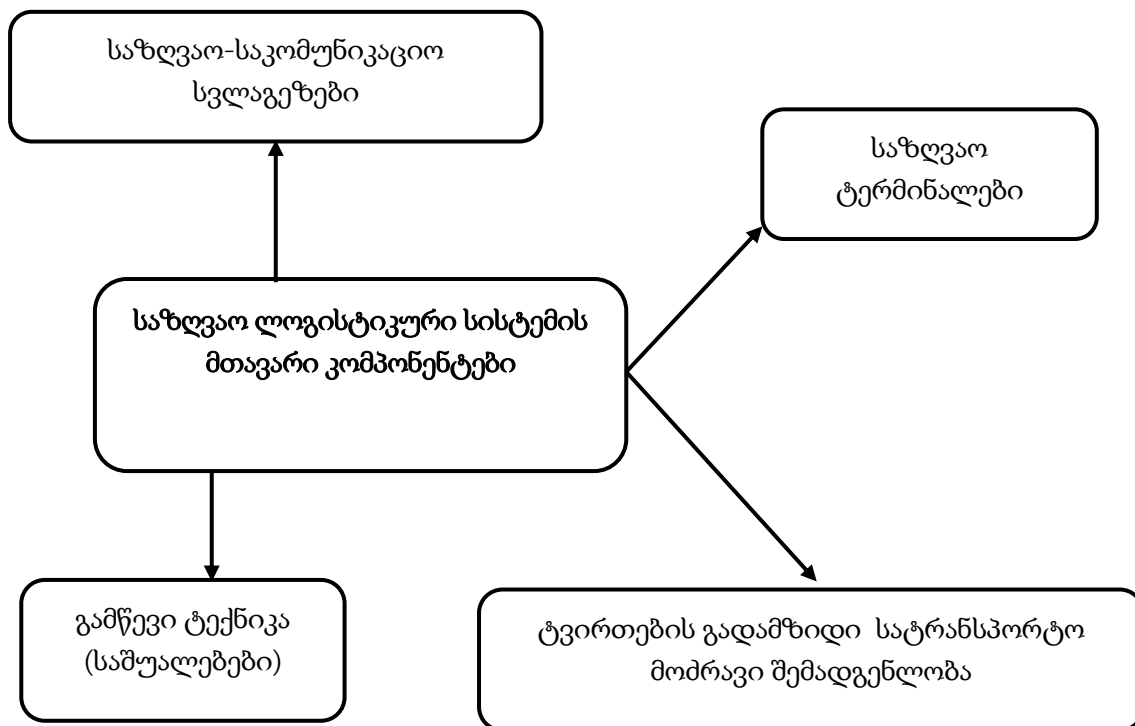 საზღვაო-საკომუნიკაციო
სვლაგეზები
საზღვაო
ტერმინალები
საზღვაო ლოგისტიკური სისტემის
მთავარი კომპონენტები
გამწევი ტექნიკა
(საშუალებები)
ტვირთების გადამზიდი სატრანსპორტო
მოძრავი შემადგენლობა